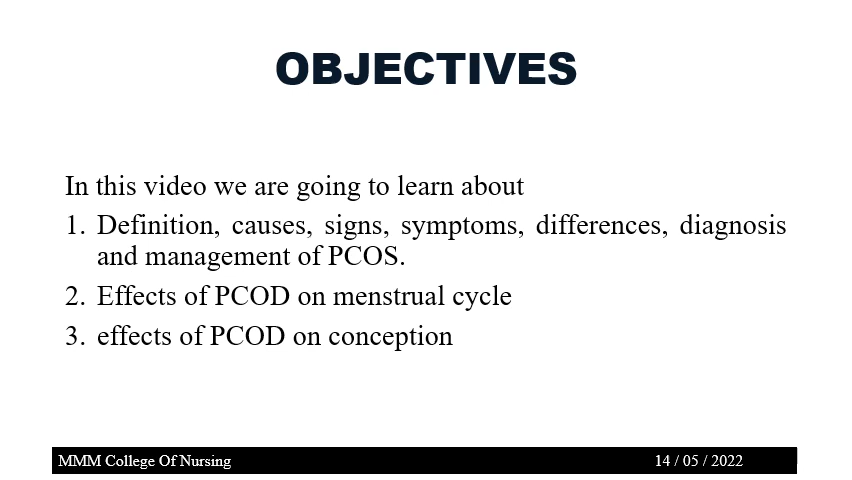 OBJECTIVES
In this video we are going to learn about
1. Definition, causes, signs, symptoms, differences, diagnosis
and management of PCOS.
2. Effects of PCOD on menstrual cycle
3. effects of PCOD on conception
MMM College Of Nursing 14 / 05 / 2022